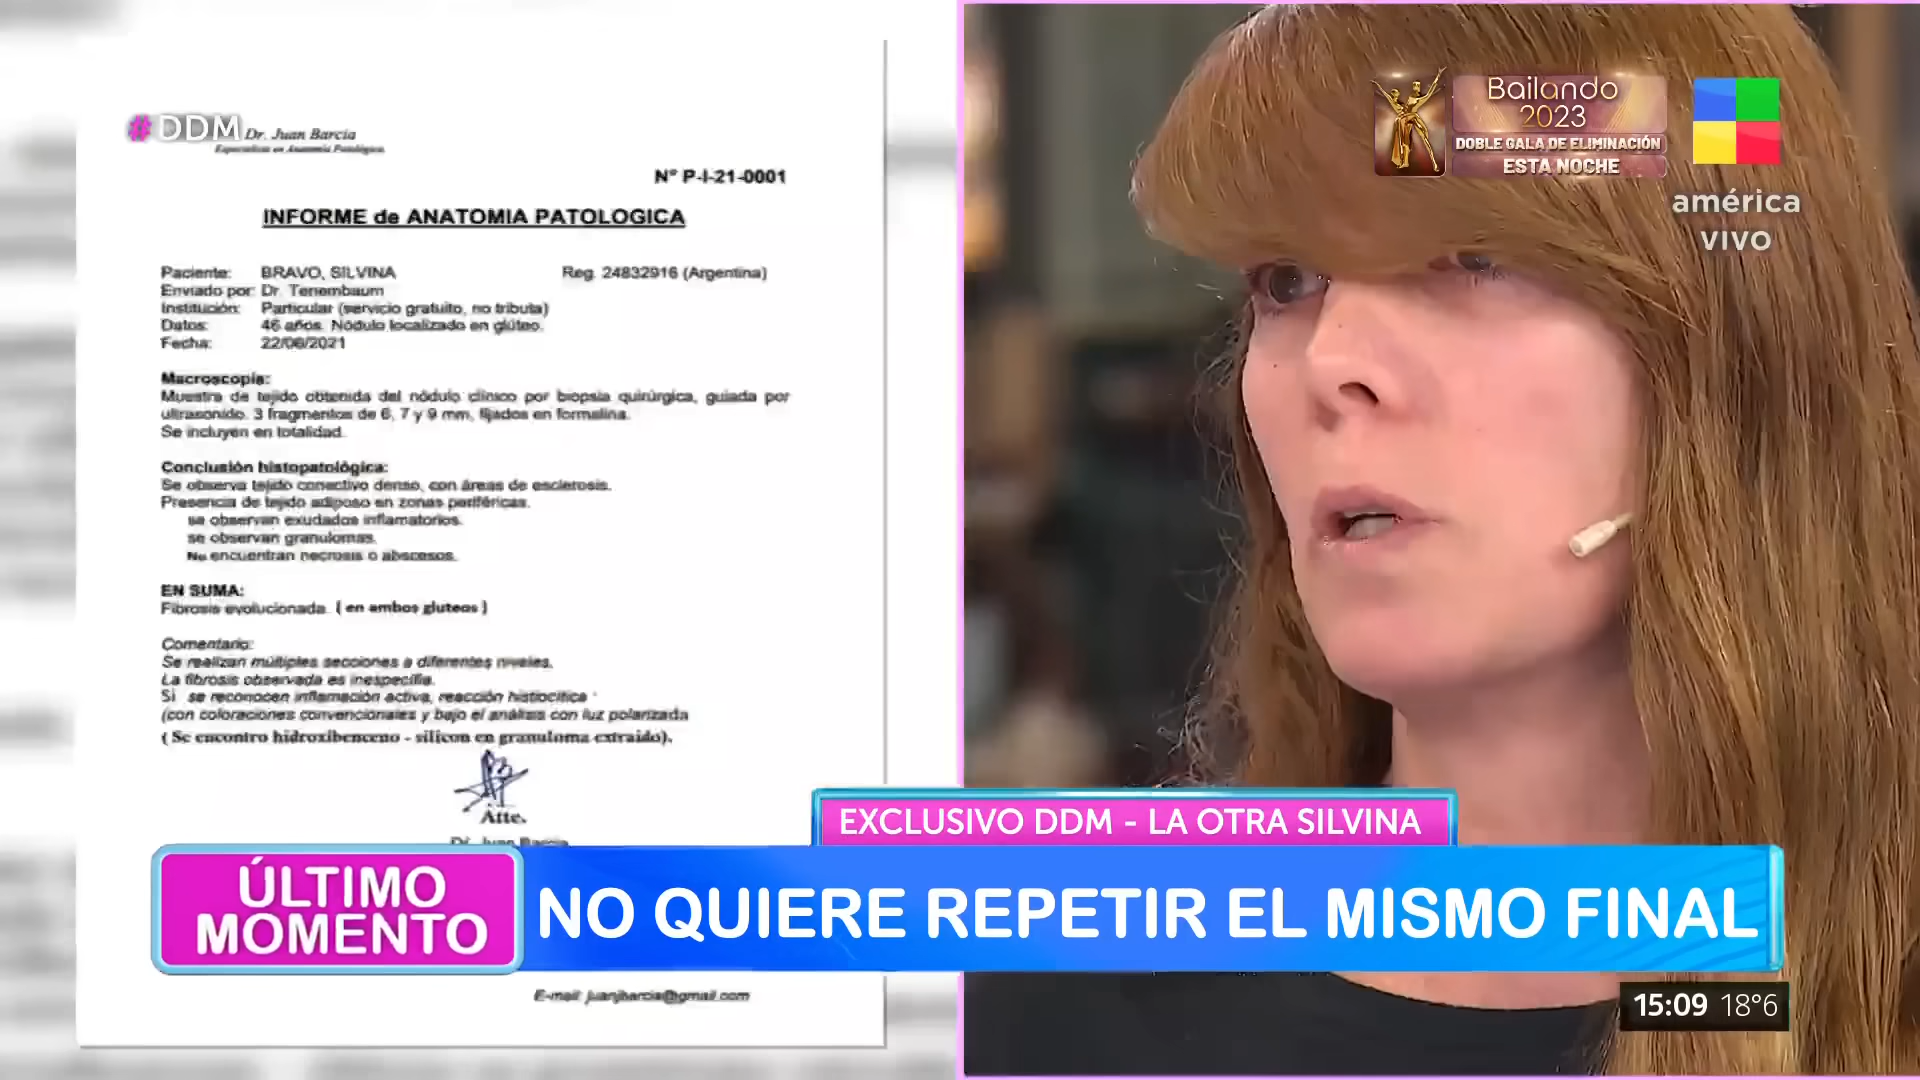 #DDM
Dr. Juan Barcia
Especialista en Anatomía Patológica.
N° P-I-21-0001
INFORME de ANATOMIA PATOLOGICA
Paciente: BRAVO, SILVINA Reg. 24832916 (Argentina)
Enviado por: Dr. Tenembaum
Institución: Particular (servicio gratuito, no tributa)
Datos: 46 años. Nódulo localizado en glúteo.
Fecha: 22/06/2021
Macroscopía:
Muestra de tejido obtenida del nódulo clínico por biopsia quirúrgica, guiada por
ultrasonido. 3 fragmentos de 6, 7 y 9 mm, fijados en formalina.
Se incluyen en totalidad.
Conclusión histopatológica:
Se observa tejido conectivo denso, con áreas de esclerosis.
Presencia de tejido adiposo en zonas periféricas.
se observan exudados inflamatorios.
se observan granulomas.
No encuentran necrosis o abscesos.
EN SUMA:
Fibrosis evolucionada. ( en ambos gluteos )
Comentario:
Se realizan múltiples secciones a diferentes niveles.
La fibrosis observada es inespecífia.
Si se reconocen inflamación activa, reacción histiocítica
(con coloraciones convencionales y bajo el análisis con luz polarizada
( Se encontro hidroxibenceno - silicon en granuloma extraido).
Atte.
Dr. Juan Barcia
E-mail: juanjbarcia@gmail.com
Bailando
2023
DOBLE GALA DE ELIMINACIÓN
ESTA NOCHE
américa
VIVO
EXCLUSIVO DDM - LA OTRA SILVINA
ÚLTIMO
MOMENTO
NO QUIERE REPETIR EL MISMO FINAL
15:09 18°6